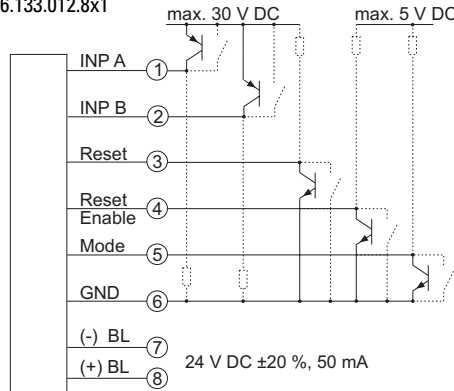 6.133.012.8x1
max. 30 V DC
max. 5 V DC
INP A
1
INP B
2
Reset
3
Reset
Enable
4
Mode
5
GND
6
(-) BL
7
(+) BL
8
24 V DC ±20 %, 50 mA